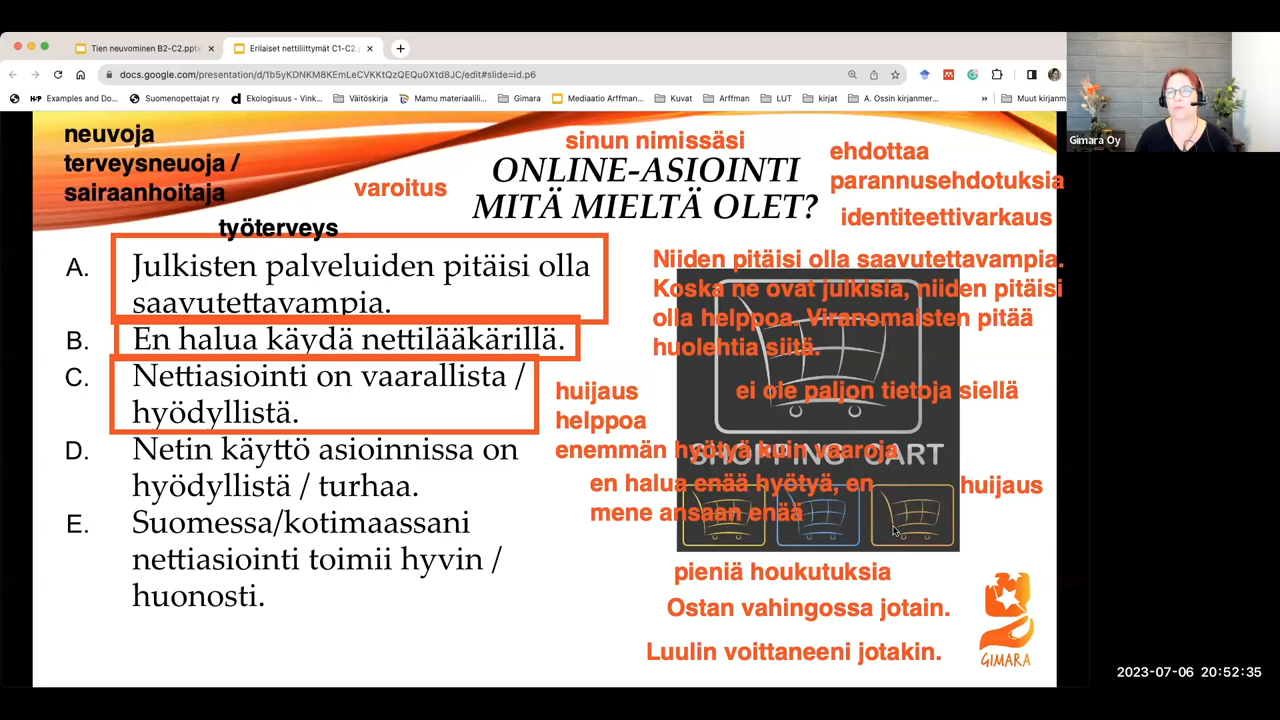 Tien neuvominen B2-C2.pptx
Erilaiset nettiliittymät C1-C2.
docs.google.com/presentation/d/1b5yKDNKM8KEmLeCVKKtQzQEQu0Xtd8JC/edit#slide=id.p6
Examples and Do...
Suomenopettajat ry
Ekologisuus - Vink...
Väitöskirja
Mamu materiaalili...
Gimara
Mediaatio Arffman...
Kuvat
Arffman
LUT
kirjat
A. Ossin kirjanmer...
»
Muut kirjanm
Gimara Oy
neuvoja
terveysneuoja /
sairaanhoitaja
työterveys
varoitus
sinun nimissäsi
ONLINE-ASIOINTI
MITÄ MIELTÄ OLET?
ehdottaa
parannusehdotuksia
identiteettivarkaus
A. Julkisten palveluiden pitäisi olla
saavutettavampia.
B. En halua käydä nettilääkärillä.
C. Nettiasiointi on vaarallista /
hyödyllistä.
D. Netin käyttö asioinnissa on
hyödyllistä / turhaa.
E. Suomessa/kotimaassani
nettiasiointi toimii hyvin /
huonosti.
Niiden pitäisi olla saavutettavampia.
Koska ne ovat julkisia, niiden pitäisi
olla helppoa. Viranomaisten pitää
huolehtia siitä.
huijaus
helppoa
enemmän hyötyä kuin vaaroja
ei ole paljon tietoja siellä
SHOPPING CART
en halua enää hyötyä, en
mene ansaan enää
huijaus
pieniä houkutuksia
Ostan vahingossa jotain.
Luulin voittaneeni jotakin.
GIMARA
2023-07-06 20:52:35